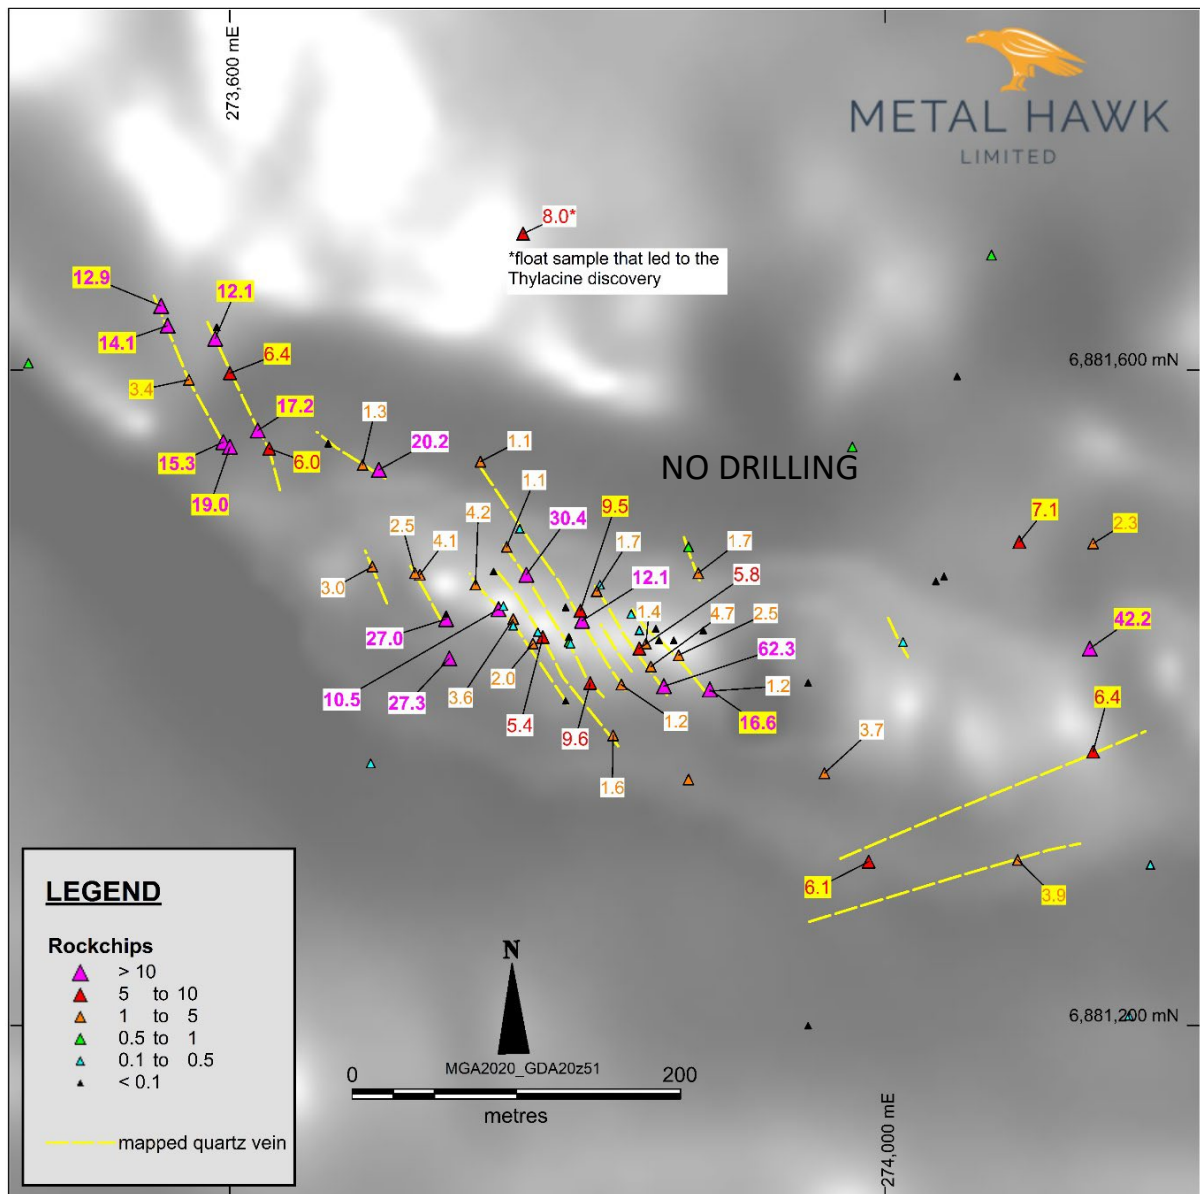 273,600 mE
METAL HAWK
LIMITED
8.0*
*float sample that led to the
Thylacine discovery
12.9
12.1
14.1
6.4
3.4
6,881,600 mN
17.2
1.3
20.2
1.1
15.3
6.0
19.0
NO DRILLING
1.1
4.2
30.4
9.5
7.1
2.3
2.5
4.1
1.7
1.7
12.1
5.8
3.0
1.4
4.7
2.5
27.0
42.2
62.3
10.5
27.3
3.6
2.0
1.2
5.4
9.6
1.2
16.6
6.4
3.7
1.6
6.1
3.9
LEGEND
Rockchips
> 10
5 to 10
1 to 5
0.5 to 1
0.1 to 0.5
< 0.1
mapped quartz vein
N
MGA2020_GDA20z51
0 200
metres
6,881,200 mN
274,000 mE